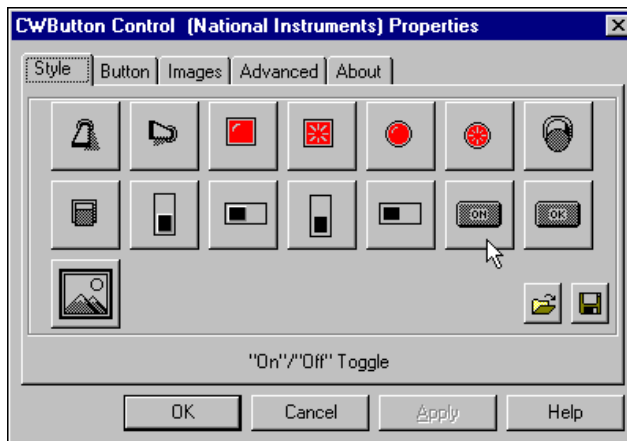 CWButton Control (National Instruments) Properties
Style Button Images Advanced About
ON OK
"On"/"Off" Toggle
OK Cancel Apply Help